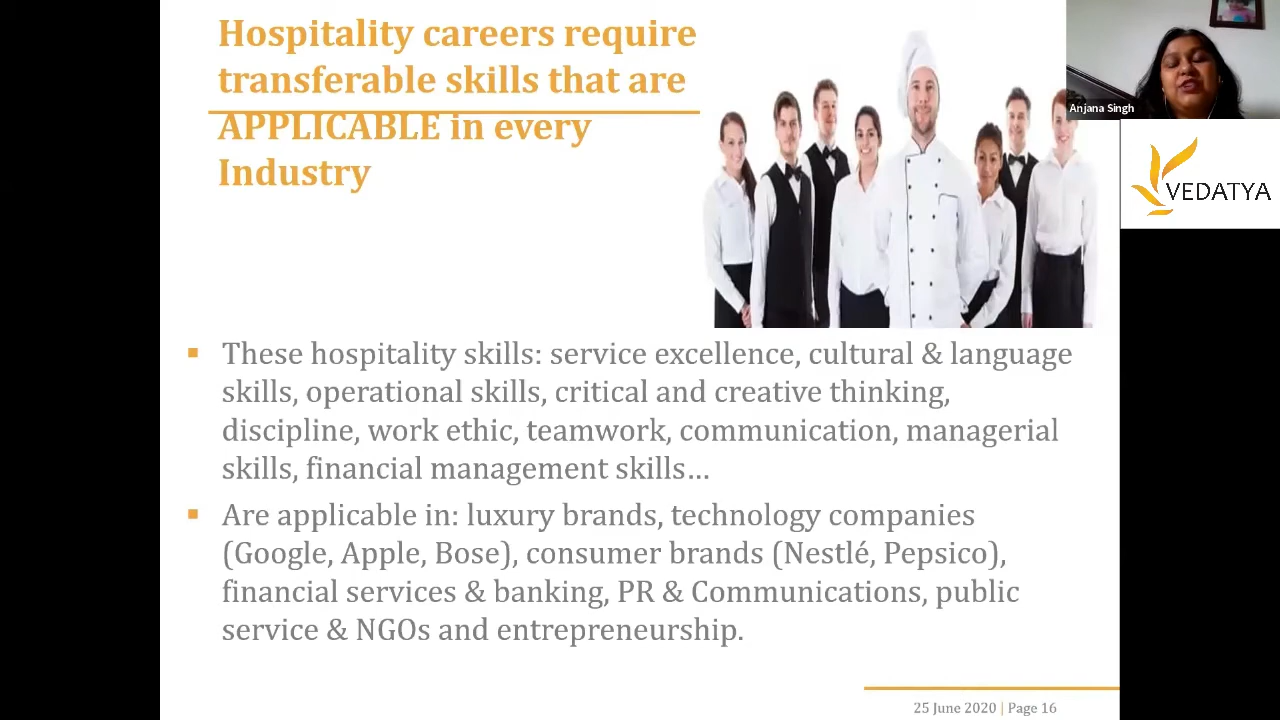 Hospitality careers require
transferable skills that are
APPLICABLE in every
Industry
Anjana Singh
VEDATYA
▪ These hospitality skills: service excellence, cultural & language
skills, operational skills, critical and creative thinking,
discipline, work ethic, teamwork, communication, managerial
skills, financial management skills…
▪ Are applicable in: luxury brands, technology companies
(Google, Apple, Bose), consumer brands (Nestlé, Pepsico),
financial services & banking, PR & Communications, public
service & NGOs and entrepreneurship.
25 June 2020 | Page 16